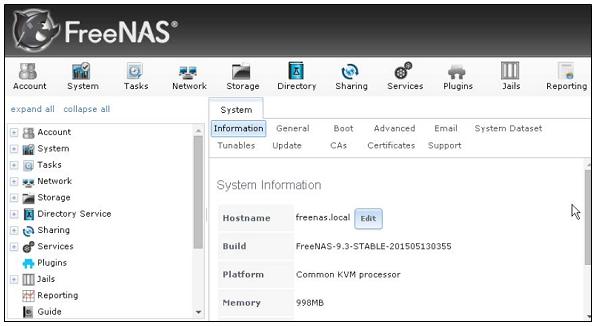 FreeNAS®
Account System Tasks Network Storage Directory Sharing Services Plugins Jails Reporting
expand all collapse all
Account
System
Tasks
Network
Storage
Directory Service
Sharing
Services
Plugins
Jails
Reporting
Guide
System
Information General Boot Advanced Email System Dataset
Tunables Update CAs Certificates Support
System Information
Hostname freenas.local Edit
Build FreeNAS-9.3-STABLE-201505130355
Platform Common KVM processor
Memory 998MB